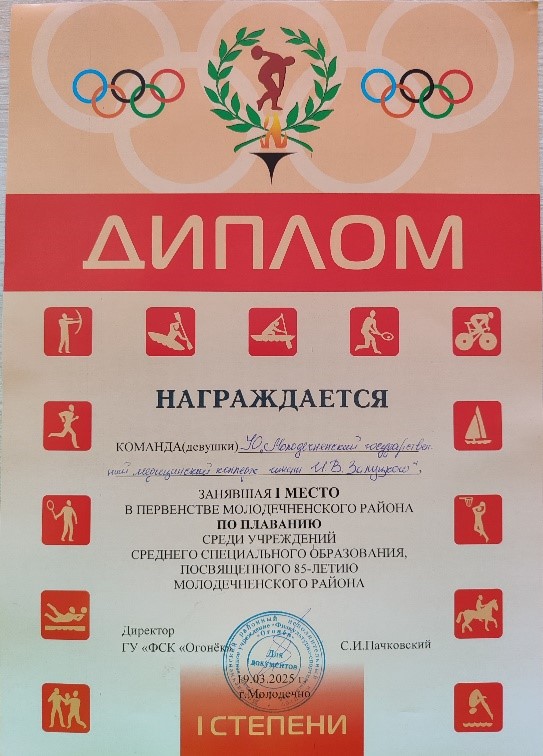 ДИПЛОМ
НАГРАЖДАЕТСЯ
КОМАНДА(девушки) УО „Молодечненский государствен
ный медицинский колледж имени И.В. Залуцкого“,
ЗАНЯВШАЯ I МЕСТО
В ПЕРВЕНСТВЕ МОЛОДЕЧНЕНСКОГО РАЙОНА
ПО ПЛАВАНИЮ
СРЕДИ УЧРЕЖДЕНИЙ
СРЕДНЕГО СПЕЦИАЛЬНОГО ОБРАЗОВАНИЯ,
ПОСВЯЩЕННОГО 85-ЛЕТИЮ
МОЛОДЕЧНЕНСКОГО РАЙОНА
Директор
ГУ «ФСК «Огонёк»
С.И.Пачковский
Для
документов
19.03.2025 г.
г.Молодечно
I СТЕПЕНИ